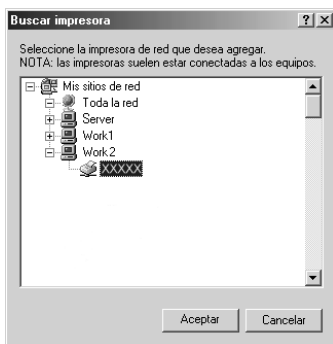 Buscar impresora
Seleccione la impresora de red que desea agregar.
NOTA: las impresoras suelen estar conectadas a los equipos.
Mis sitios de red
Toda la red
Server
Work1
Work2
XXXXX
Aceptar
Cancelar